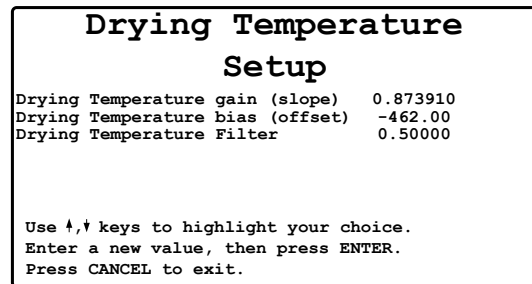 Drying Temperature
Setup
Drying Temperature gain (slope) 0.873910
Drying Temperature bias (offset) -462.00
Drying Temperature Filter 0.50000
Use ↑,↓ keys to highlight your choice.
Enter a new value, then press ENTER.
Press CANCEL to exit.